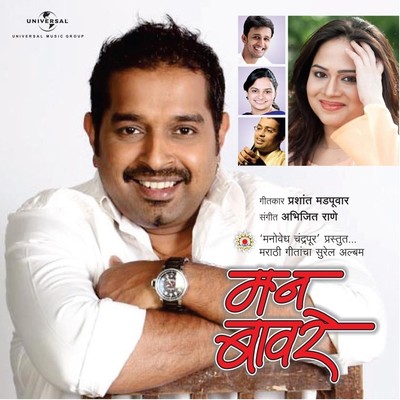 UNIVERSAL
UNIVERSAL MUSIC GROUP
गीतकार प्रशांत मडपूवार
संगीत अभिजित राणे
'मनोवेध चंद्रपूर' प्रस्तुत...
मराठी गीतांचा सुरेल अल्बम
मन
बावरे